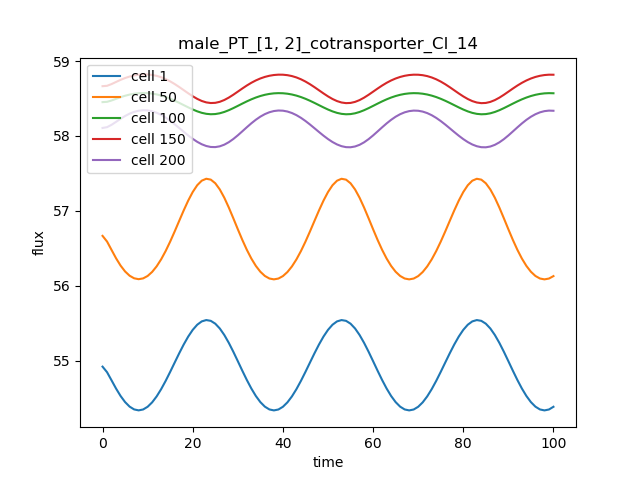 male_PT_[1, 2]_cotransporter_Cl_14
59
58
57
56
55
flux
cell 1
cell 50
cell 100
cell 150
cell 200
0 20 40 60 80 100
time